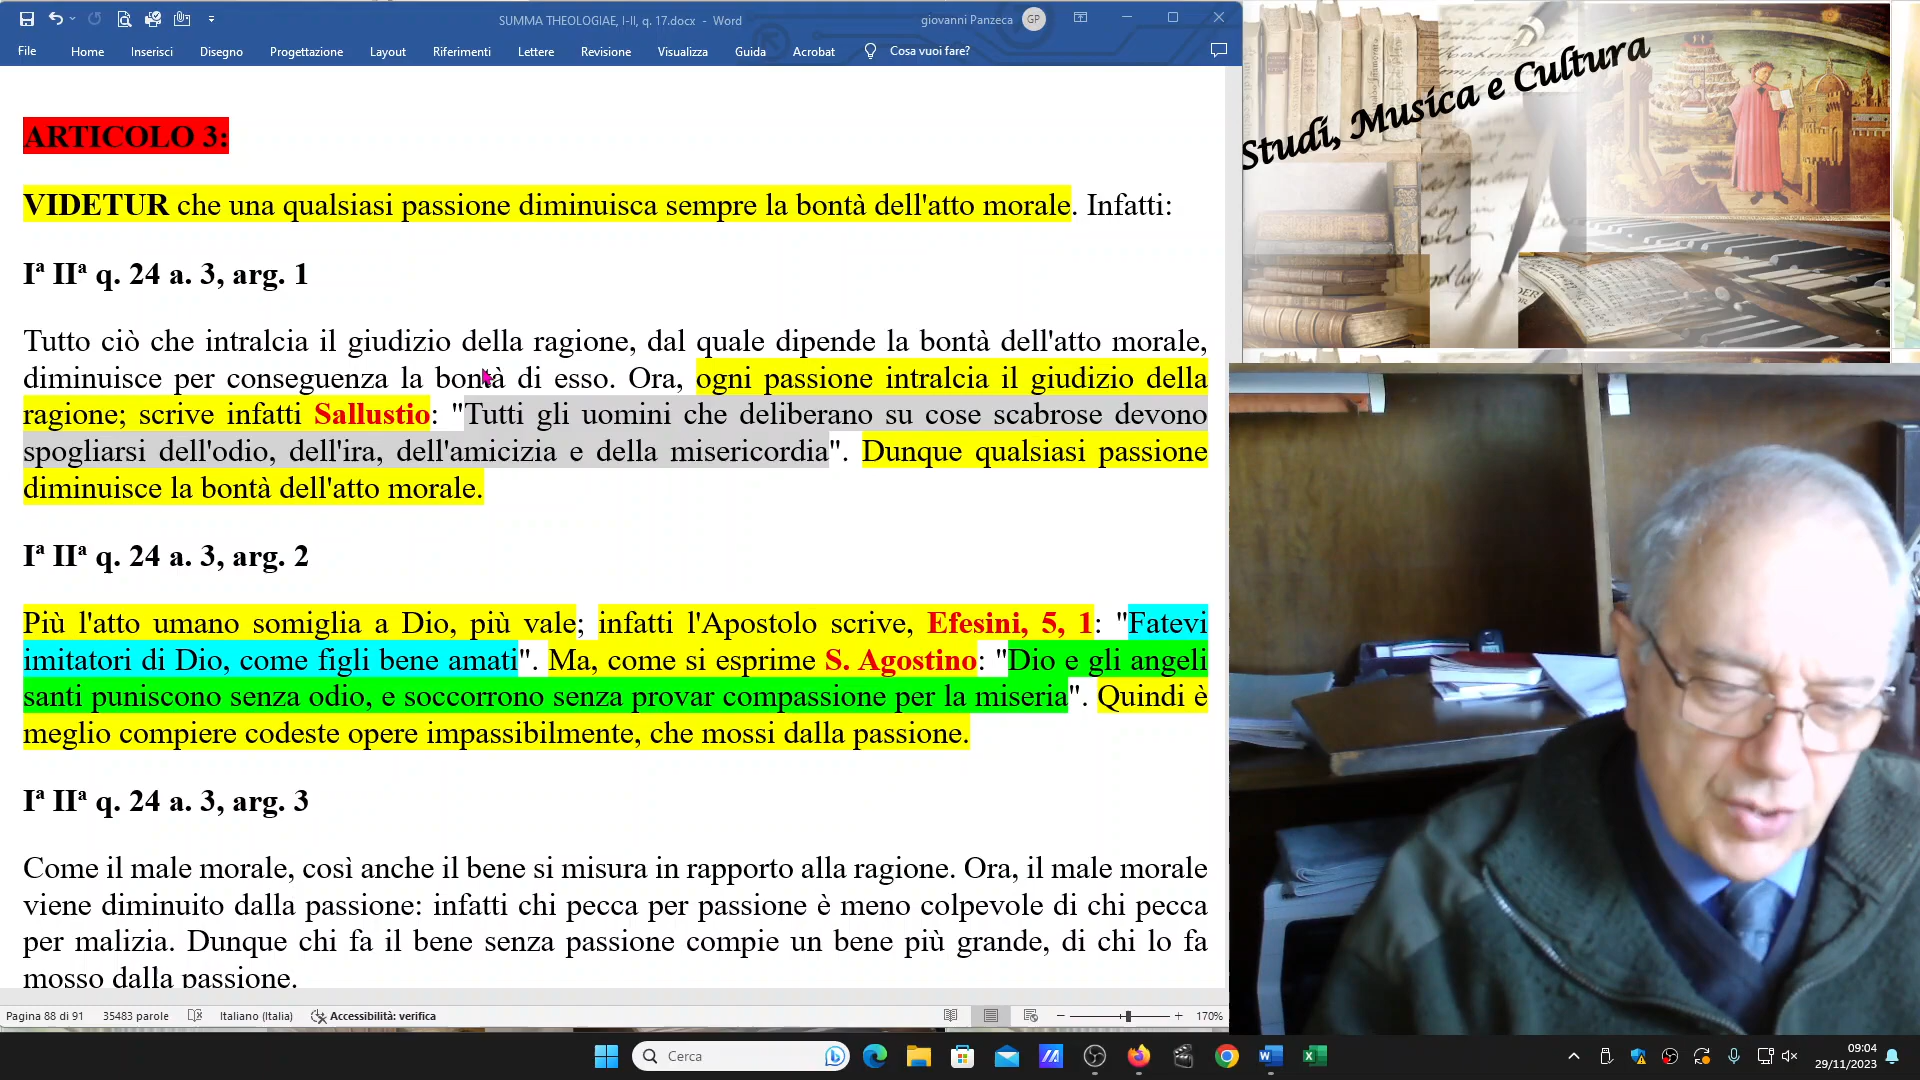 SUMMA THEOLOGIAE, I-II, q. 17.docx - Word
giovanni Panzeca GP
File Home Inserisci Disegno Progettazione Layout Riferimenti Lettere Revisione Visualizza Guida Acrobat Cosa vuoi fare?
Studi, Musica e Cultura
ARTICOLO 3:
VIDETUR che una qualsiasi passione diminuisca sempre la bontà dell'atto morale. Infatti:
Iª IIª q. 24 a. 3, arg. 1
Tutto ciò che intralcia il giudizio della ragione, dal quale dipende la bontà dell'atto morale,
diminuisce per conseguenza la bontà di esso. Ora, ogni passione intralcia il giudizio della
ragione; scrive infatti Sallustio: "Tutti gli uomini che deliberano su cose scabrose devono
spogliarsi dell'odio, dell'ira, dell'amicizia e della misericordia". Dunque qualsiasi passione
diminuisce la bontà dell'atto morale.
Iª IIª q. 24 a. 3, arg. 2
Più l'atto umano somiglia a Dio, più vale; infatti l'Apostolo scrive, Efesini, 5, 1: "Fatevi
imitatori di Dio, come figli bene amati". Ma, come si esprime S. Agostino: "Dio e gli angeli
santi puniscono senza odio, e soccorrono senza provar compassione per la miseria". Quindi è
meglio compiere codeste opere impassibilmente, che mossi dalla passione.
Iª IIª q. 24 a. 3, arg. 3
Come il male morale, così anche il bene si misura in rapporto alla ragione. Ora, il male morale
viene diminuito dalla passione: infatti chi pecca per passione è meno colpevole di chi pecca
per malizia. Dunque chi fa il bene senza passione compie un bene più grande, di chi lo fa
mosso dalla passione.
Pagina 88 di 91 35483 parole Italiano (Italia) Accessibilità: verifica 170%
Cerca
09:04
29/11/2023